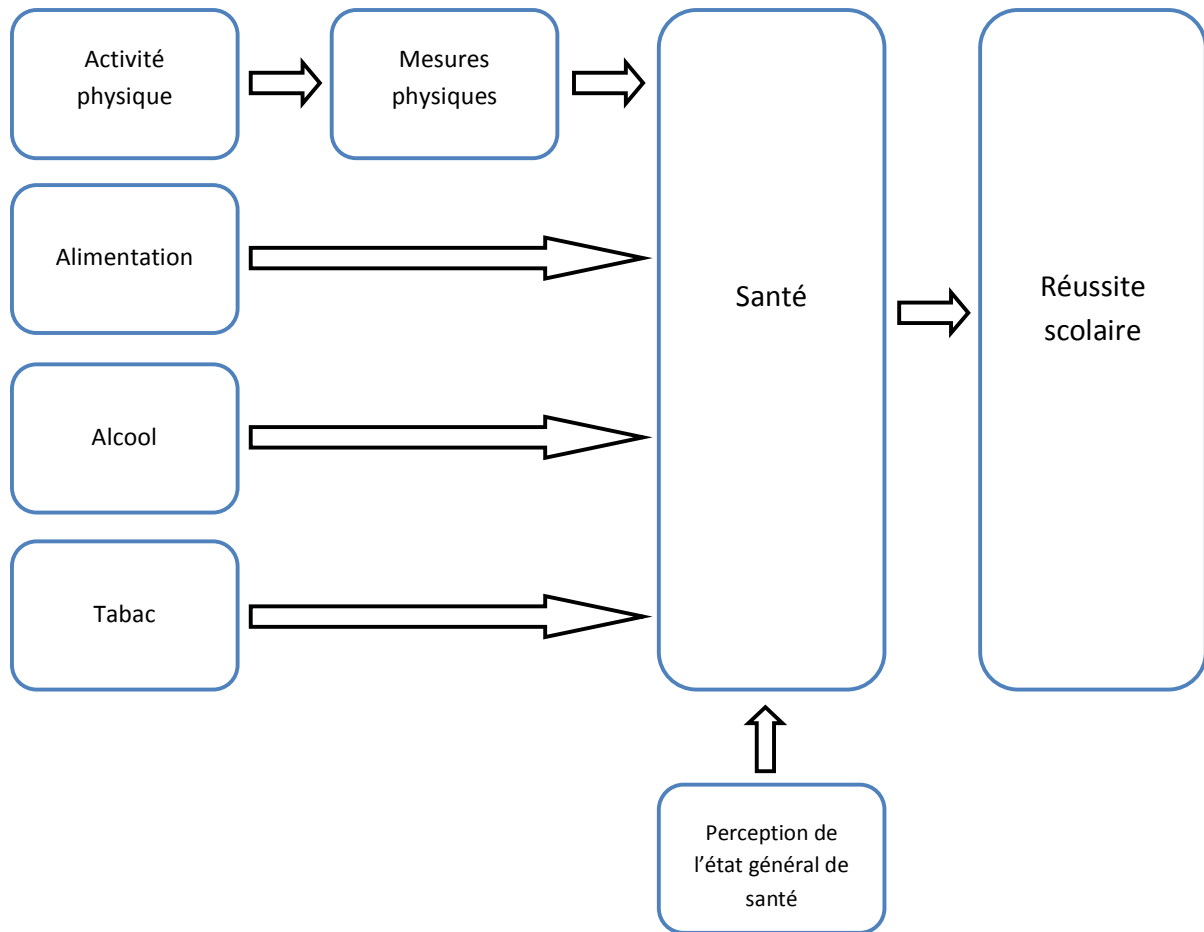 Activité
physique
Mesures
physiques
Alimentation
Santé
Réussite
scolaire
Alcool
Tabac
Perception de
l’état général de
santé